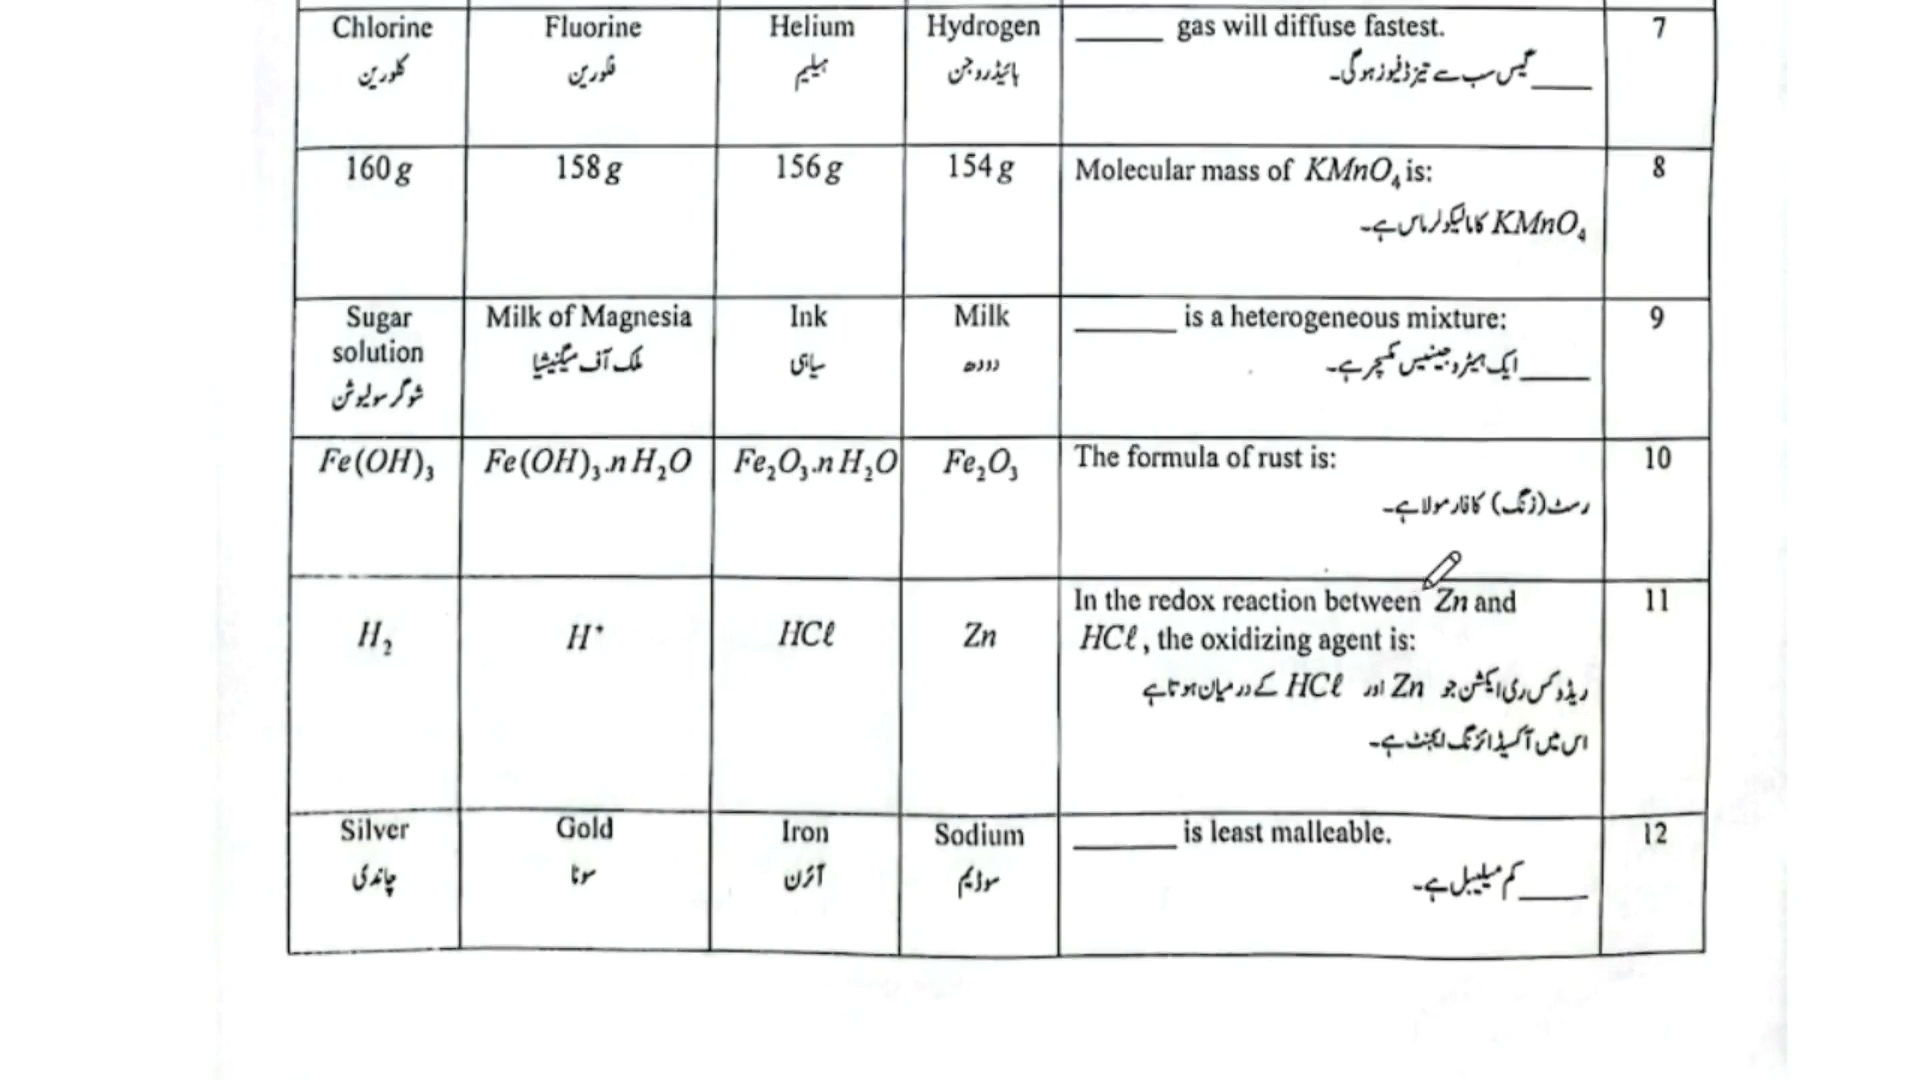 Chlorine Fluorine Helium Hydrogen _____ gas will diffuse fastest. 7
کلورین فلورین ہیلیم ہائیڈروجن _____ گیس سب سے تیز ڈفیوز ہوگی۔
160 g 158 g 156 g 154 g Molecular mass of KMnO₄ is: 8
KMnO₄ کا مالیکیولر ماس ہے۔
Sugar Milk of Magnesia Ink Milk _____ is a heterogeneous mixture: 9
solution ملک آف میگنیشیا سیاہی دودھ _____ ایک ہیٹروجینیس مکسچر ہے۔
شوگر سولیوشن
Fe(OH)₃ Fe(OH)₃.nH₂O Fe₂O₃.nH₂O Fe₂O₃ The formula of rust is: 10
رسٹ (زنگ) کا فارمولا ہے۔
In the redox reaction between Zn and 11
H₂ H⁺ HCℓ Zn HCℓ, the oxidizing agent is:
ریڈوکس ری ایکشن جو Zn اور HCℓ کے درمیان ہوتا ہے
اس میں آکسیڈائزنگ ایجنٹ ہے۔
Silver Gold Iron Sodium _____ is least malleable. 12
چاندی سونا آئرن سوڈیم _____ کم میلیبل ہے۔